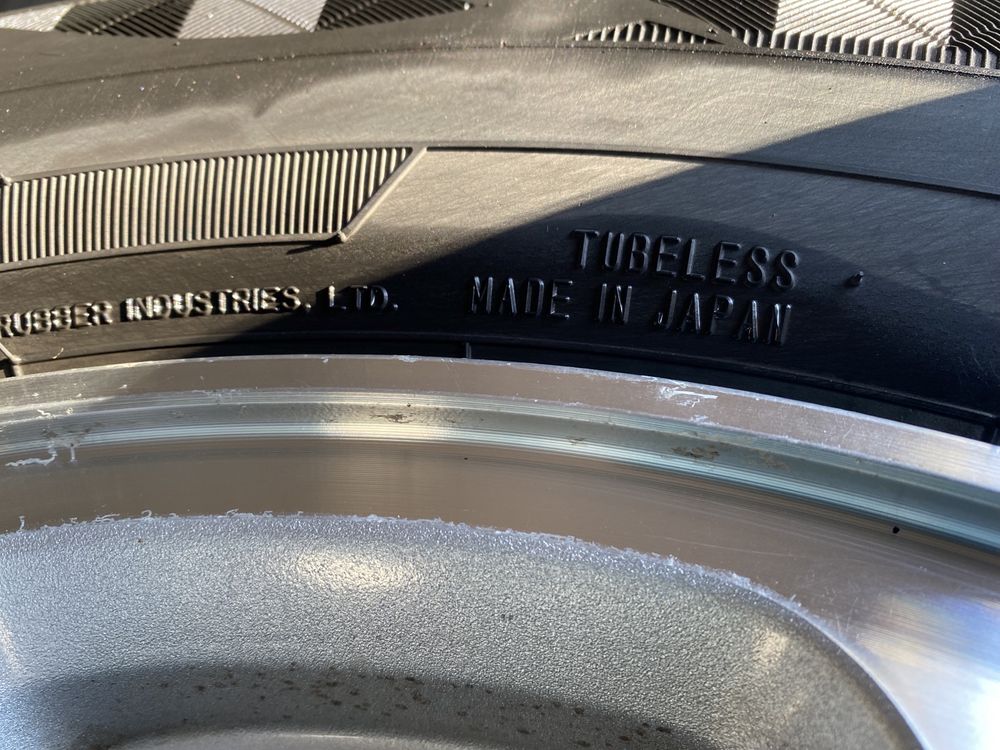 TUBELESS
RUBBER INDUSTRIES, LTD.
MADE IN JAPAN